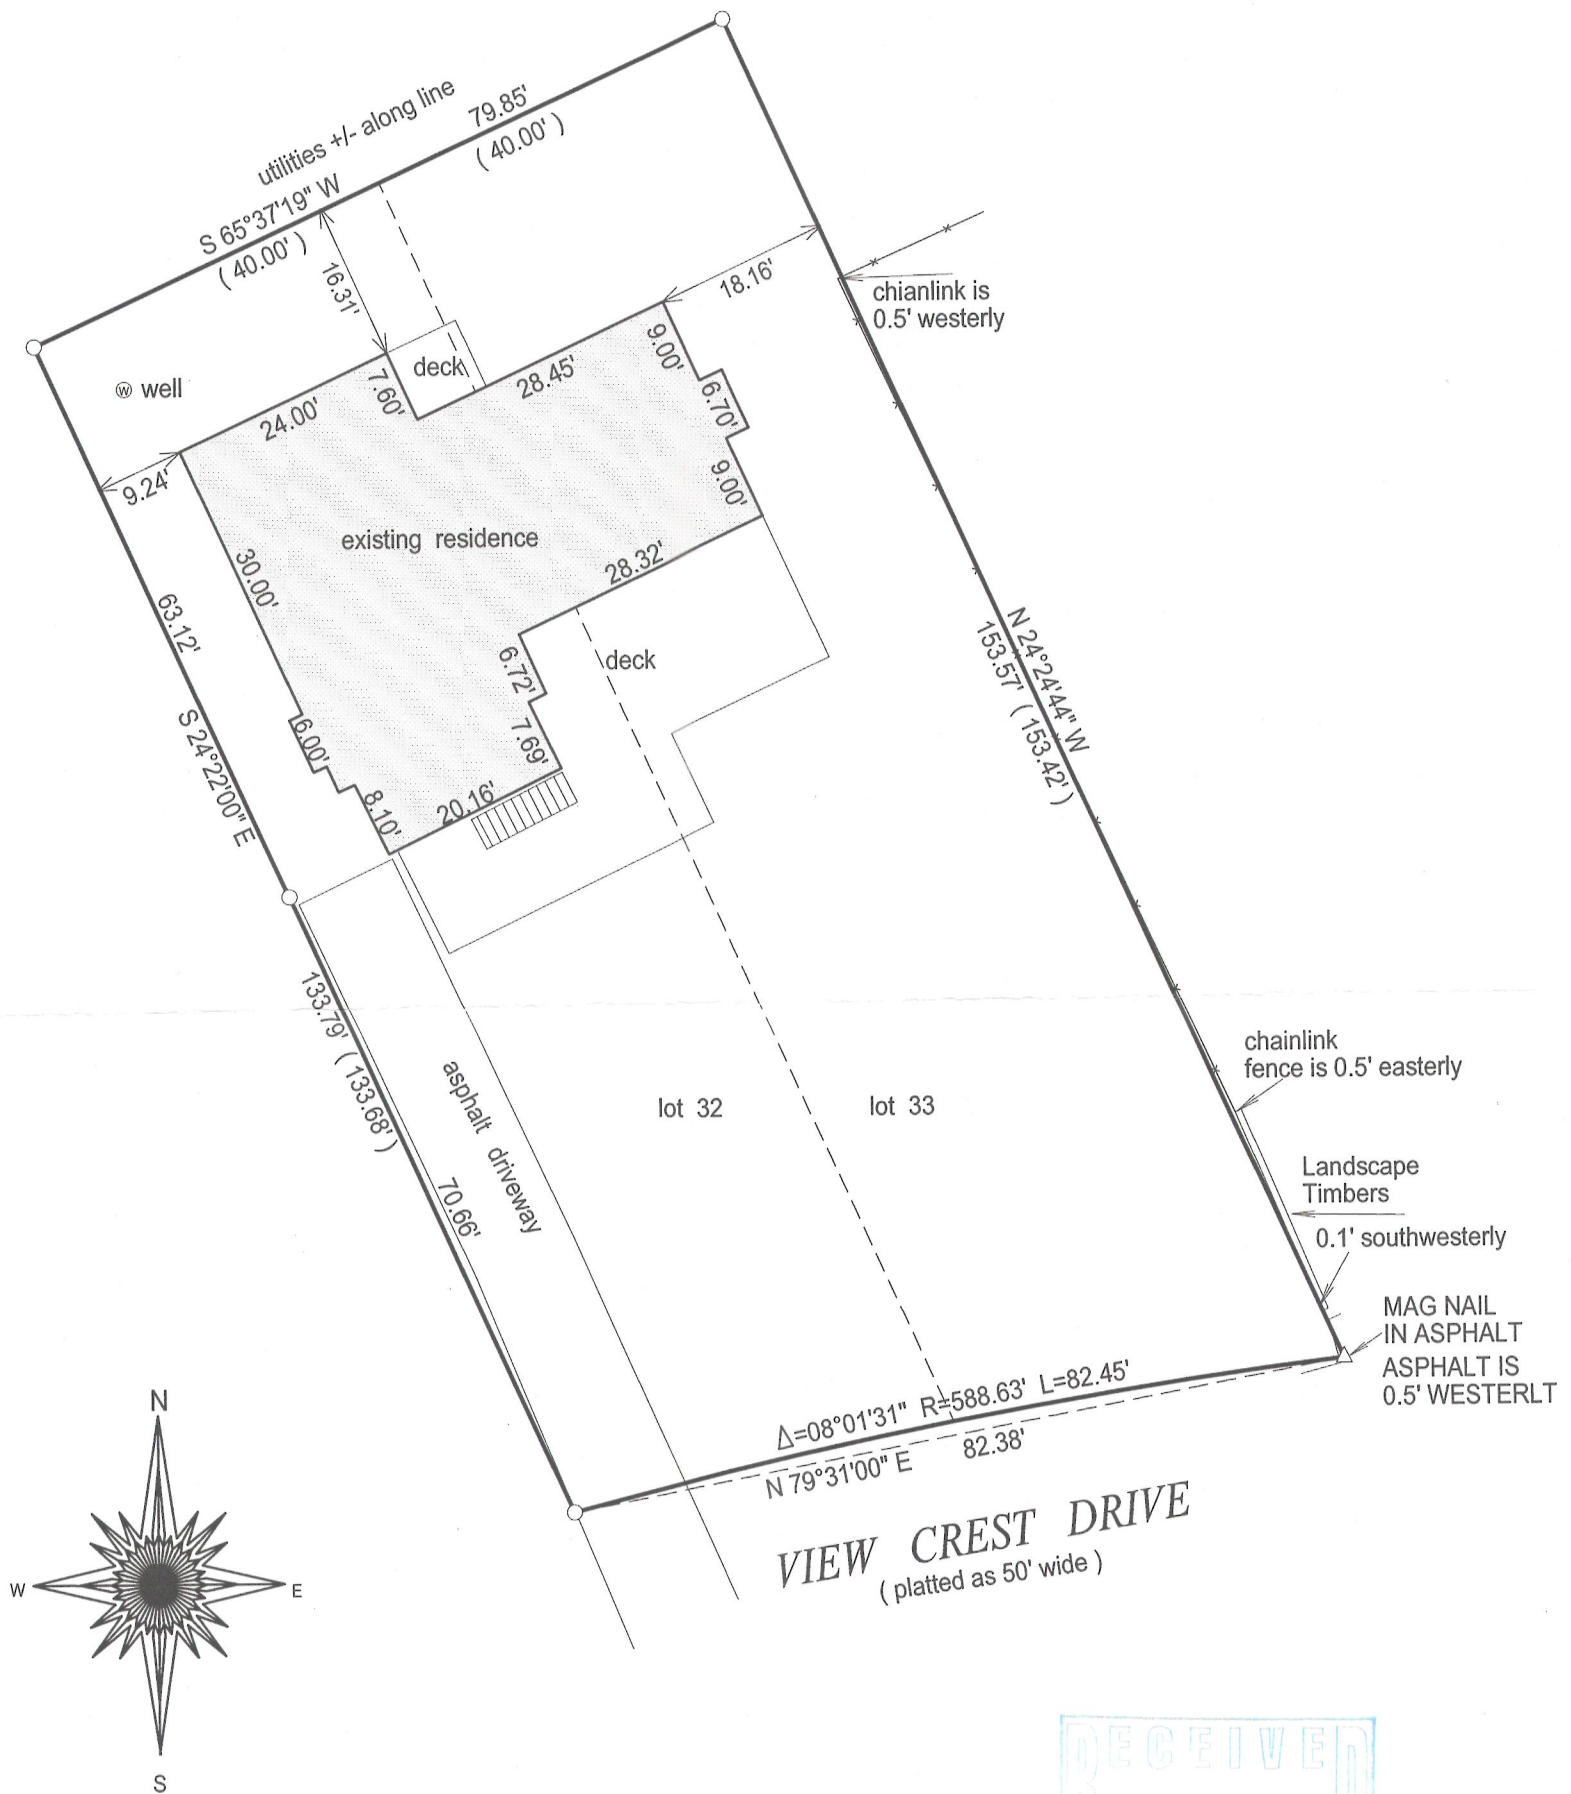 utilities +/- along line
79.85'
( 40.00' )
S 65°37'19" W
( 40.00' )
16.31'
18.16'
chianlink is
0.5' westerly
deck
7.60'
28.45'
9.00'
6.70'
9.00'
w well
24.00'
9.24'
existing residence
30.00'
28.32'
63.12'
6.72'
deck
7.69'
N 24°24'44" W
153.57' ( 153.42' )
S 24°22'00" E
6.00'
8.10'
20.16'
133.79' ( 133.68' )
asphalt driveway
70.66'
lot 32
lot 33
chainlink
fence is 0.5' easterly
Landscape
Timbers
0.1' southwesterly
MAG NAIL
IN ASPHALT
ASPHALT IS
0.5' WESTERLT
Δ=08°01'31" R=588.63' L=82.45'
N 79°31'00" E
82.38'
VIEW CREST DRIVE
( platted as 50' wide )
N
W
E
S
RECEIVED